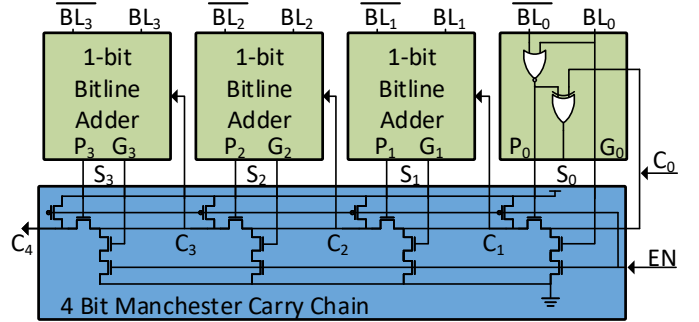 BL₃ BL₃ BL₂ BL₂ BL₁ BL₁ BL₀ BL₀
1-bit Bitline Adder
1-bit Bitline Adder
1-bit Bitline Adder
P₃ G₃ P₂ G₂ P₁ G₁ P₀ G₀
S₃ S₂ S₁ S₀ C₀
C₄ C₃ C₂ C₁ EN
4 Bit Manchester Carry Chain